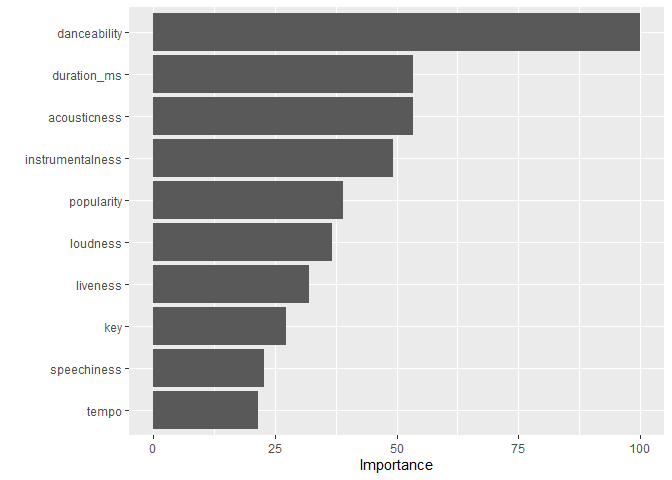 danceability
duration_ms
acousticness
instrumentalness
popularity
loudness
liveness
key
speechiness
tempo
0 25 50 75 100
Importance